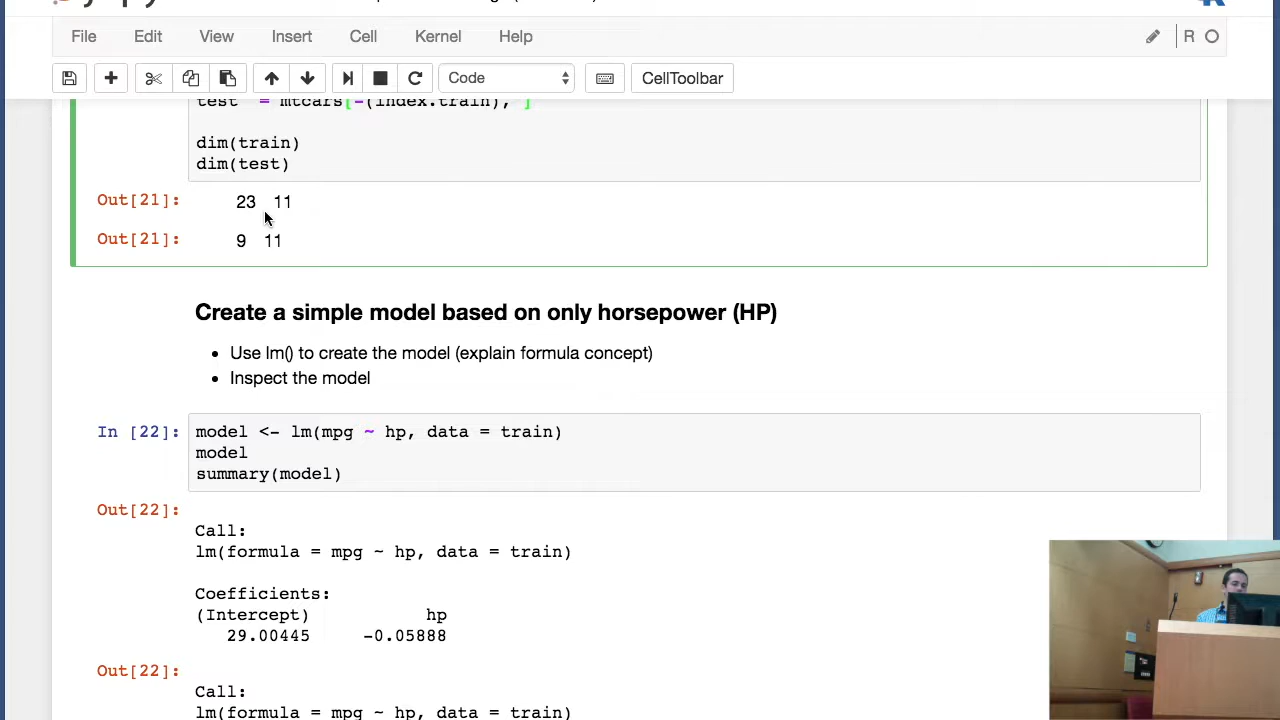 File Edit View Insert Cell Kernel Help R
Code CellToolbar
test = mtcars[-(index.train), ]
dim(train)
dim(test)
Out[21]: 23 11
Out[21]: 9 11
Create a simple model based on only horsepower (HP)
• Use lm() to create the model (explain formula concept)
• Inspect the model
In [22]: model <- lm(mpg ~ hp, data = train)
model
summary(model)
Out[22]:
Call:
lm(formula = mpg ~ hp, data = train)
Coefficients:
(Intercept) hp
29.00445 -0.05888
Out[22]:
Call:
lm(formula = mpg ~ hp, data = train)